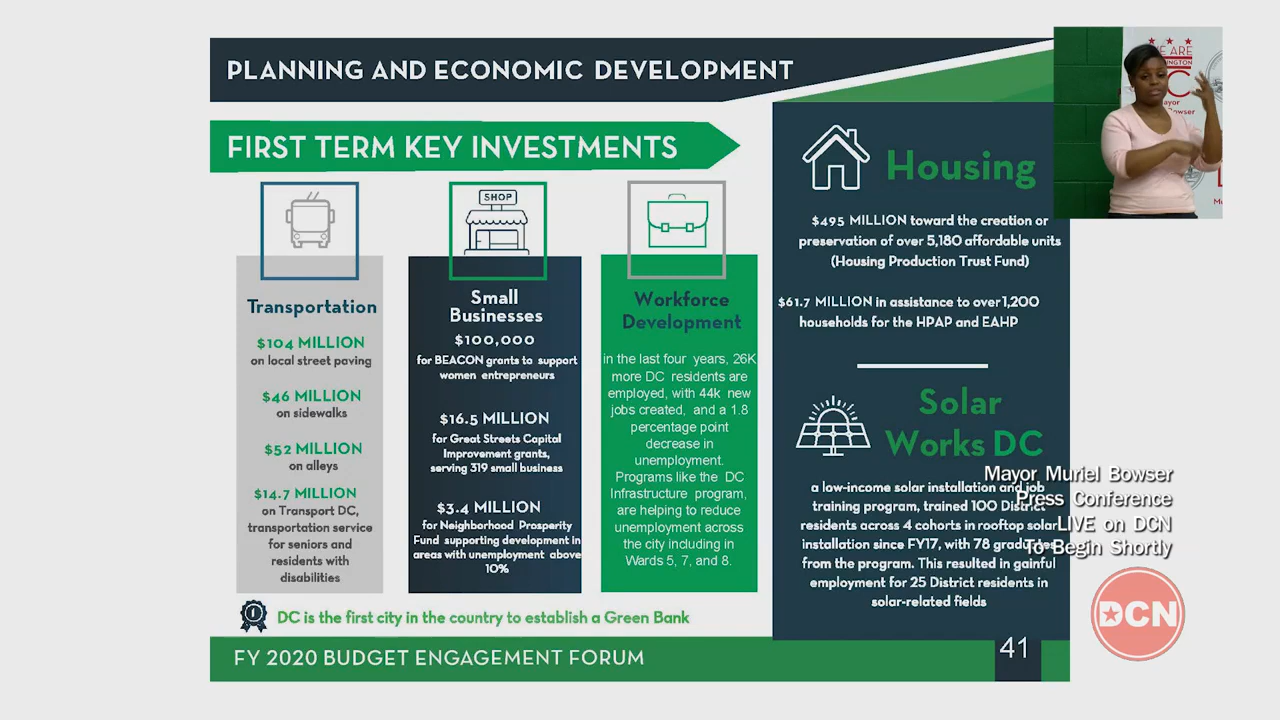 PLANNING AND ECONOMIC DEVELOPMENT
FIRST TERM KEY INVESTMENTS
Transportation
$104 MILLION
on local street paving
$46 MILLION
on sidewalks
$52 MILLION
on alleys
$14.7 MILLION
on Transport DC,
transportation service
for seniors and
residents with
disabilities
SHOP
Small
Businesses
$100,000
for BEACON grants to support
women entrepreneurs
$16.5 MILLION
for Great Streets Capital
Improvement grants,
serving 319 small business
$3.4 MILLION
for Neighborhood Prosperity
Fund supporting development in
areas with unemployment above
10%
Workforce
Development
in the last four years, 26K
more DC residents are
employed, with 44k new
jobs created, and a 1.8
percentage point
decrease in
unemployment.
Programs like the DC
Infrastructure program,
are helping to reduce
unemployment across
the city including in
Wards 5, 7, and 8.
DC is the first city in the country to establish a Green Bank
Housing
$495 MILLION toward the creation or
preservation of over 5,180 affordable units
(Housing Production Trust Fund)
$61.7 MILLION in assistance to over 1,200
households for the HPAP and EAHP
Solar
Works DC
a low-income solar installation and job
training program, trained 100 District
residents across 4 cohorts in rooftop solar
installation since FY17, with 78
from the program. This resulted in gainful
employment for 25 District residents in
solar-related fields
FY 2020 BUDGET ENGAGEMENT FORUM
41
WE ARE
Mayor Muriel Bowser
Press Conference
LIVE on DCN
To Begin Shortly
DCN